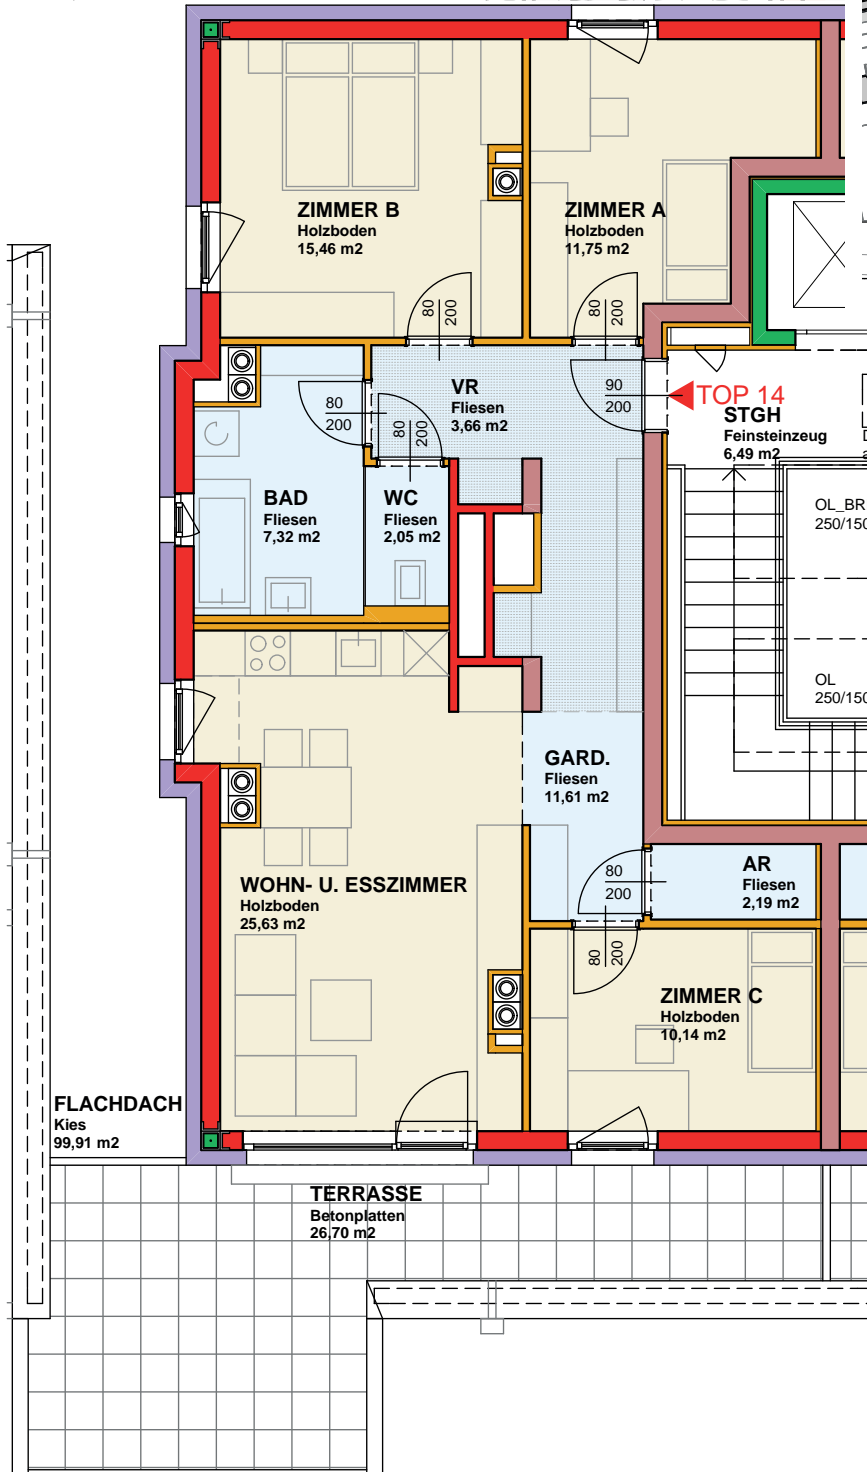 ZIMMER B
Holzboden
15,46 m2
ZIMMER A
Holzboden
11,75 m2
80
200
80
200
VR
Fliesen
3,66 m2
90
200
TOP 14
STGH
Feinsteinzeug
6,49 m2
80
200
80
200
BAD
Fliesen
7,32 m2
WC
Fliesen
2,05 m2
OL_BR
250/150
OL
250/150
GARD.
Fliesen
11,61 m2
WOHN- U. ESSZIMMER
Holzboden
25,63 m2
80
200
AR
Fliesen
2,19 m2
80
200
ZIMMER C
Holzboden
10,14 m2
FLACHDACH
Kies
99,91 m2
TERRASSE
Betonplatten
26,70 m2